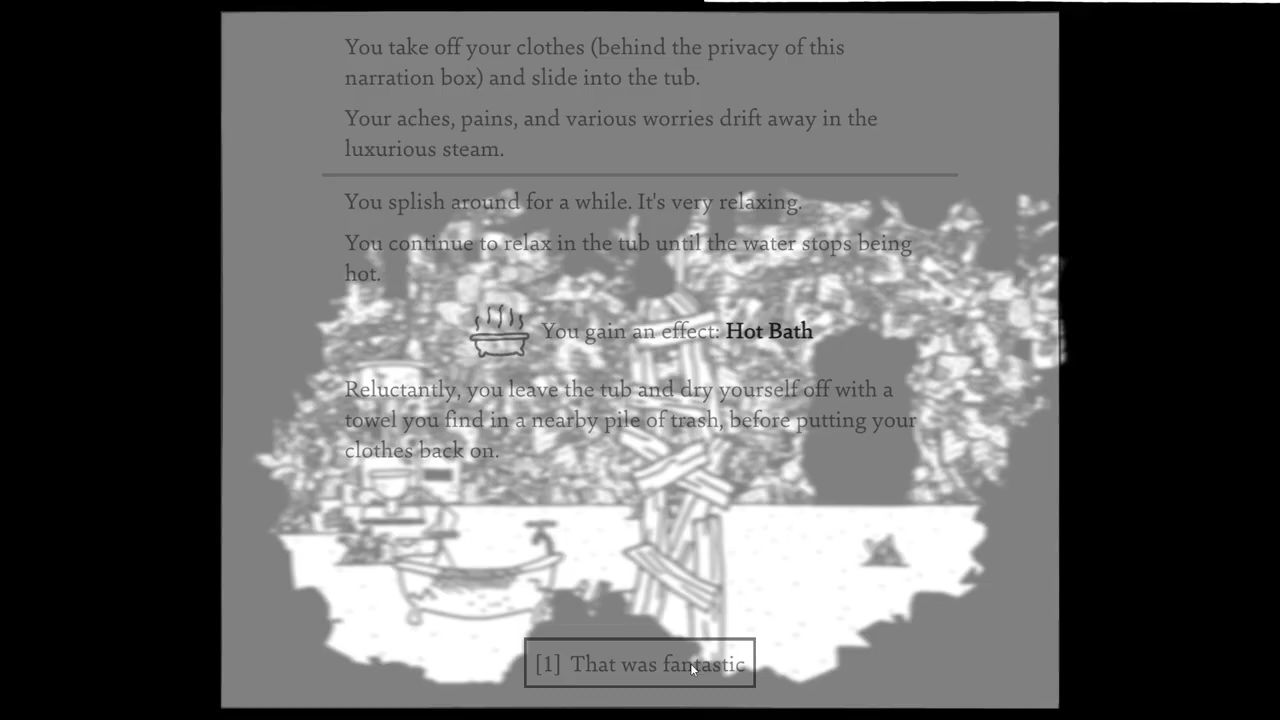 You take off your clothes (behind the privacy of this
narration box) and slide into the tub.
Your aches, pains, and various worries drift away in the
luxurious steam.
You splish around for a while. It's very relaxing.
You continue to relax in the tub until the water stops being
hot.
You gain an effect: Hot Bath
Reluctantly, you leave the tub and dry yourself off with a
towel you find in a nearby pile of trash, before putting your
clothes back on.
[1] That was fantastic